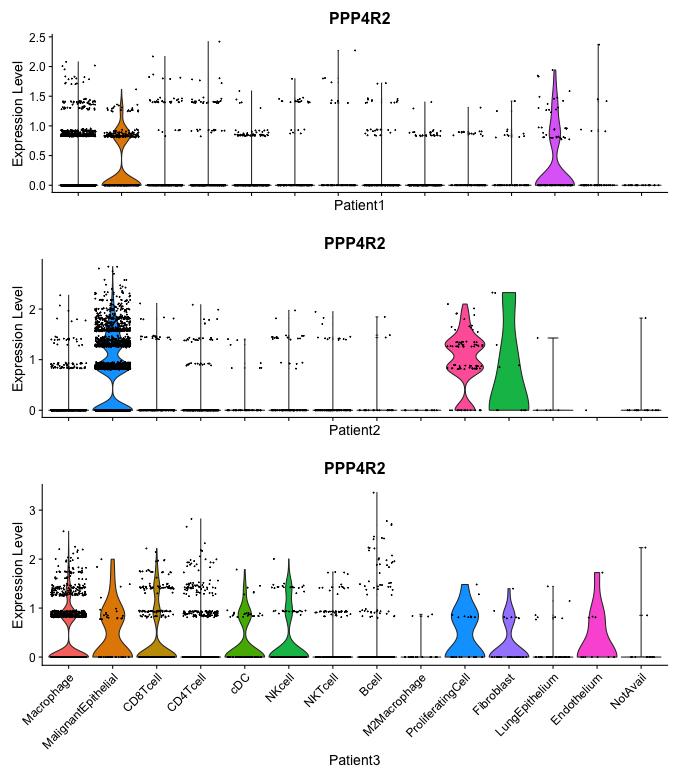 PPP4R2
Expression Level
2.5
2.0
1.5
1.0
0.5
0.0
Patient1
PPP4R2
Expression Level
2
1
0
Patient2
PPP4R2
Expression Level
3
2
1
0
Macrophage
MalignantEpithelial
CD8Tcell
CD4Tcell
cDC
NKcell
NKTcell
Bcell
M2Macrophage
ProliferatingCell
Fibroblast
LungEpithelium
Endothelium
NotAvail
Patient3